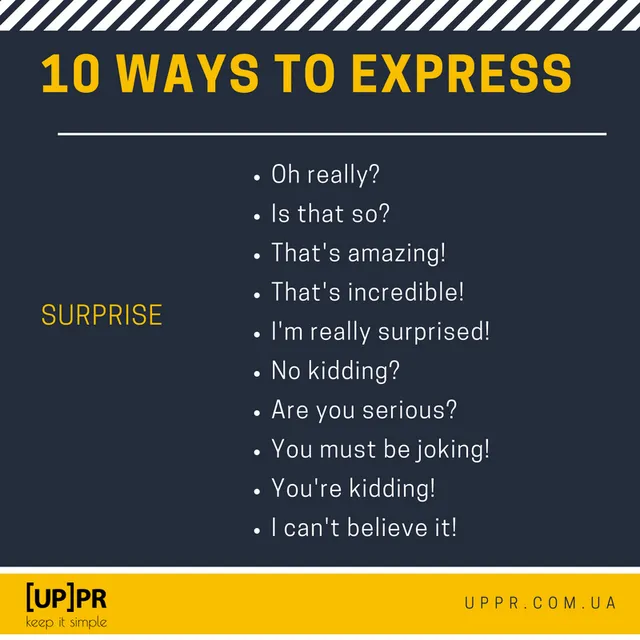 10 WAYS TO EXPRESS
SURPRISE
• Oh really?
• Is that so?
• That's amazing!
• That's incredible!
• I'm really surprised!
• No kidding?
• Are you serious?
• You must be joking!
• You're kidding!
• I can't believe it!
[UP]PR
keep it simple
UPPR.COM.UA